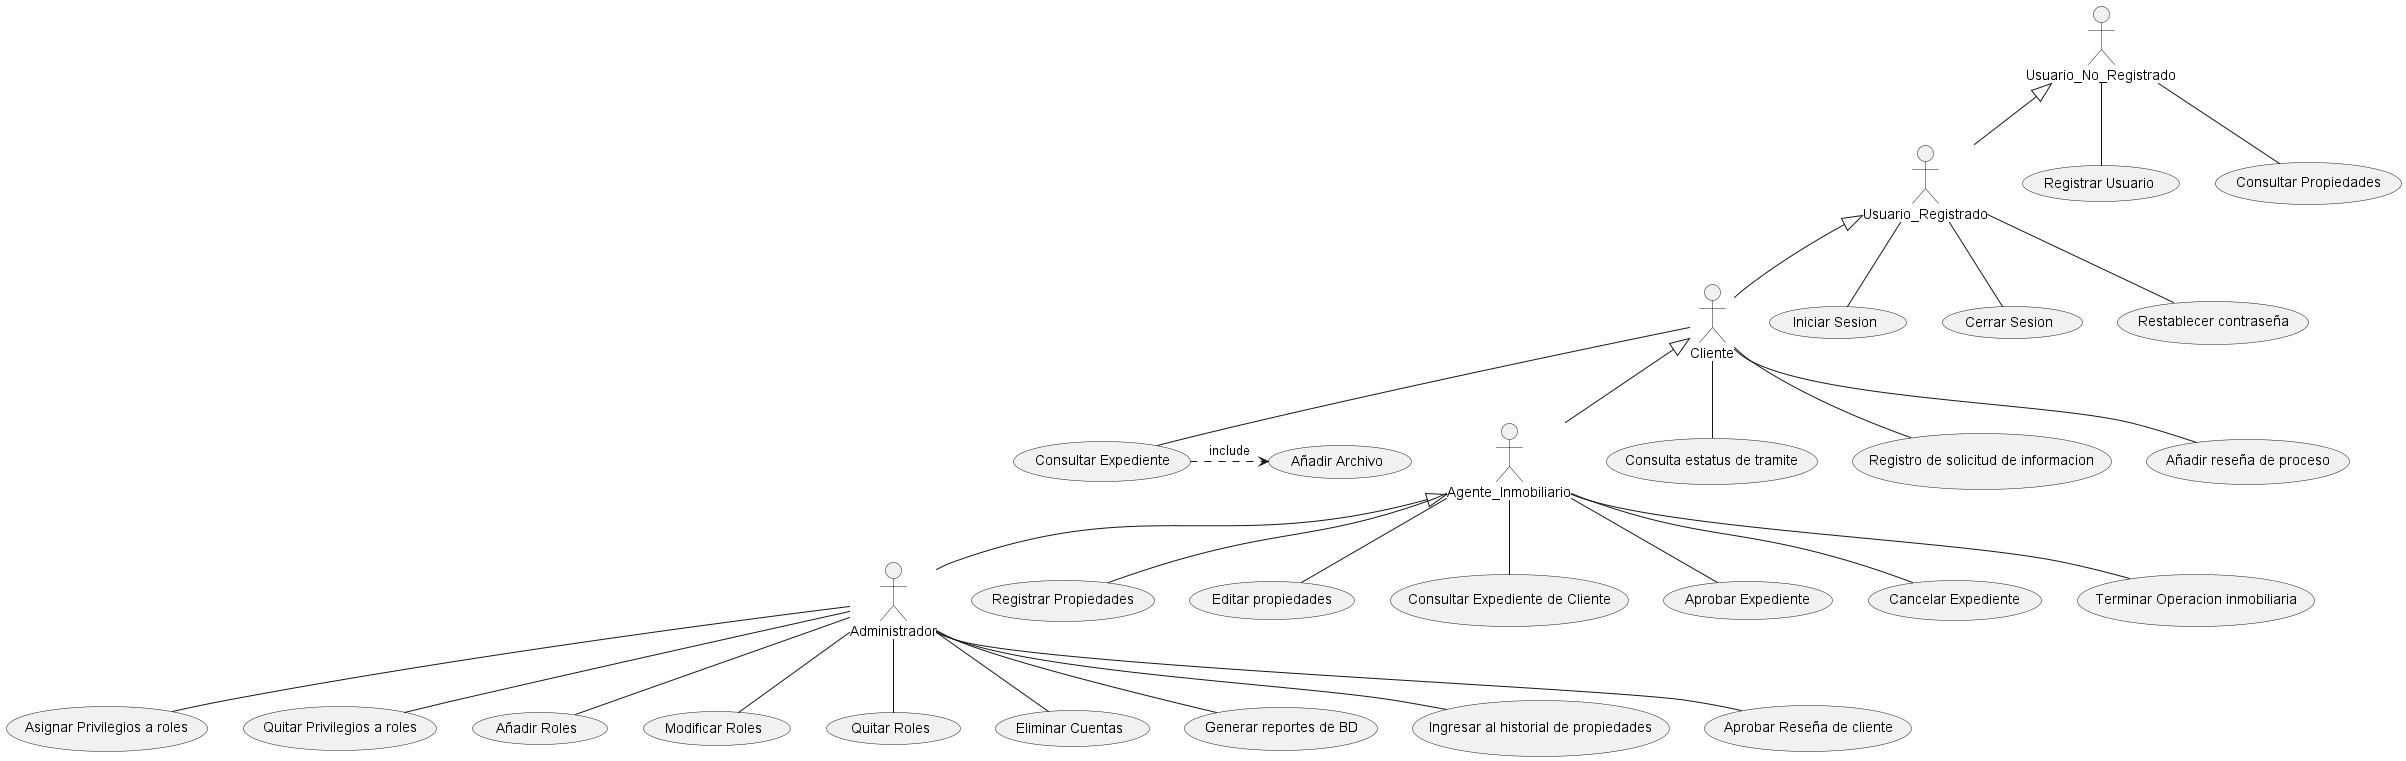 Usuario_No_Registrado
Registrar Usuario
Consultar Propiedades
Usuario_Registrado
Iniciar Sesion
Cerrar Sesion
Restablecer contraseña
Cliente
Consultar Expediente
include
Añadir Archivo
Consulta estatus de tramite
Registro de solicitud de informacion
Añadir reseña de proceso
Agente_Inmobiliario
Registrar Propiedades
Editar propiedades
Consultar Expediente de Cliente
Aprobar Expediente
Cancelar Expediente
Terminar Operacion inmobiliaria
Administrador
Asignar Privilegios a roles
Quitar Privilegios a roles
Añadir Roles
Modificar Roles
Quitar Roles
Eliminar Cuentas
Generar reportes de BD
Ingresar al historial de propiedades
Aprobar Reseña de cliente